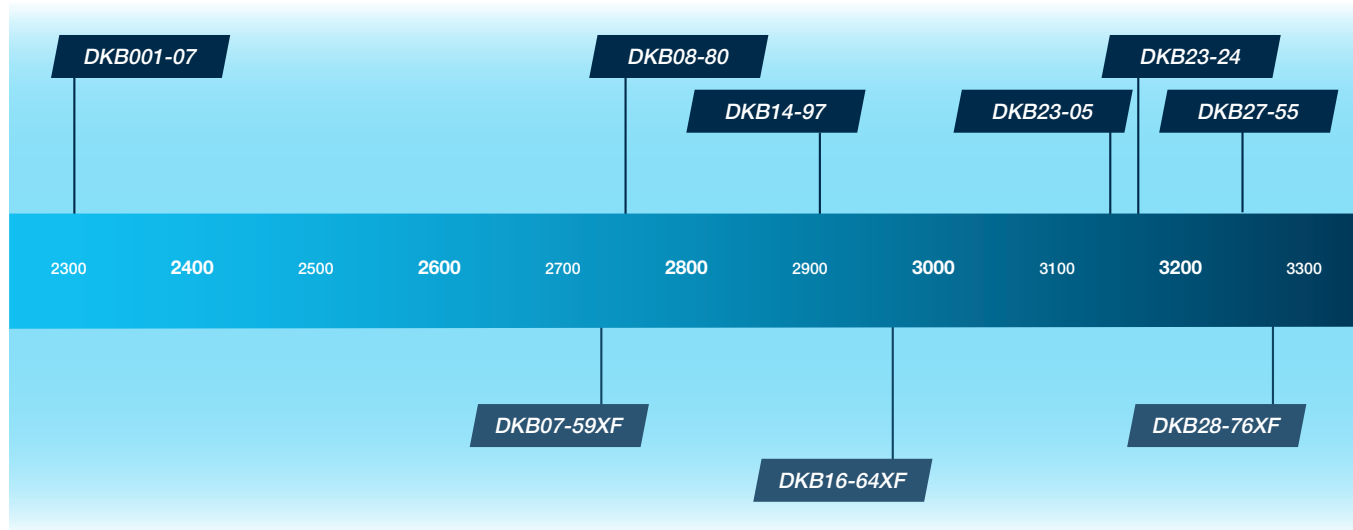 DKB001-07
DKB08-80
DKB23-24
DKB14-97
DKB23-05
DKB27-55
2300 2400 2500 2600 2700 2800 2900 3000 3100 3200 3300
DKB07-59XF
DKB28-76XF
DKB16-64XF